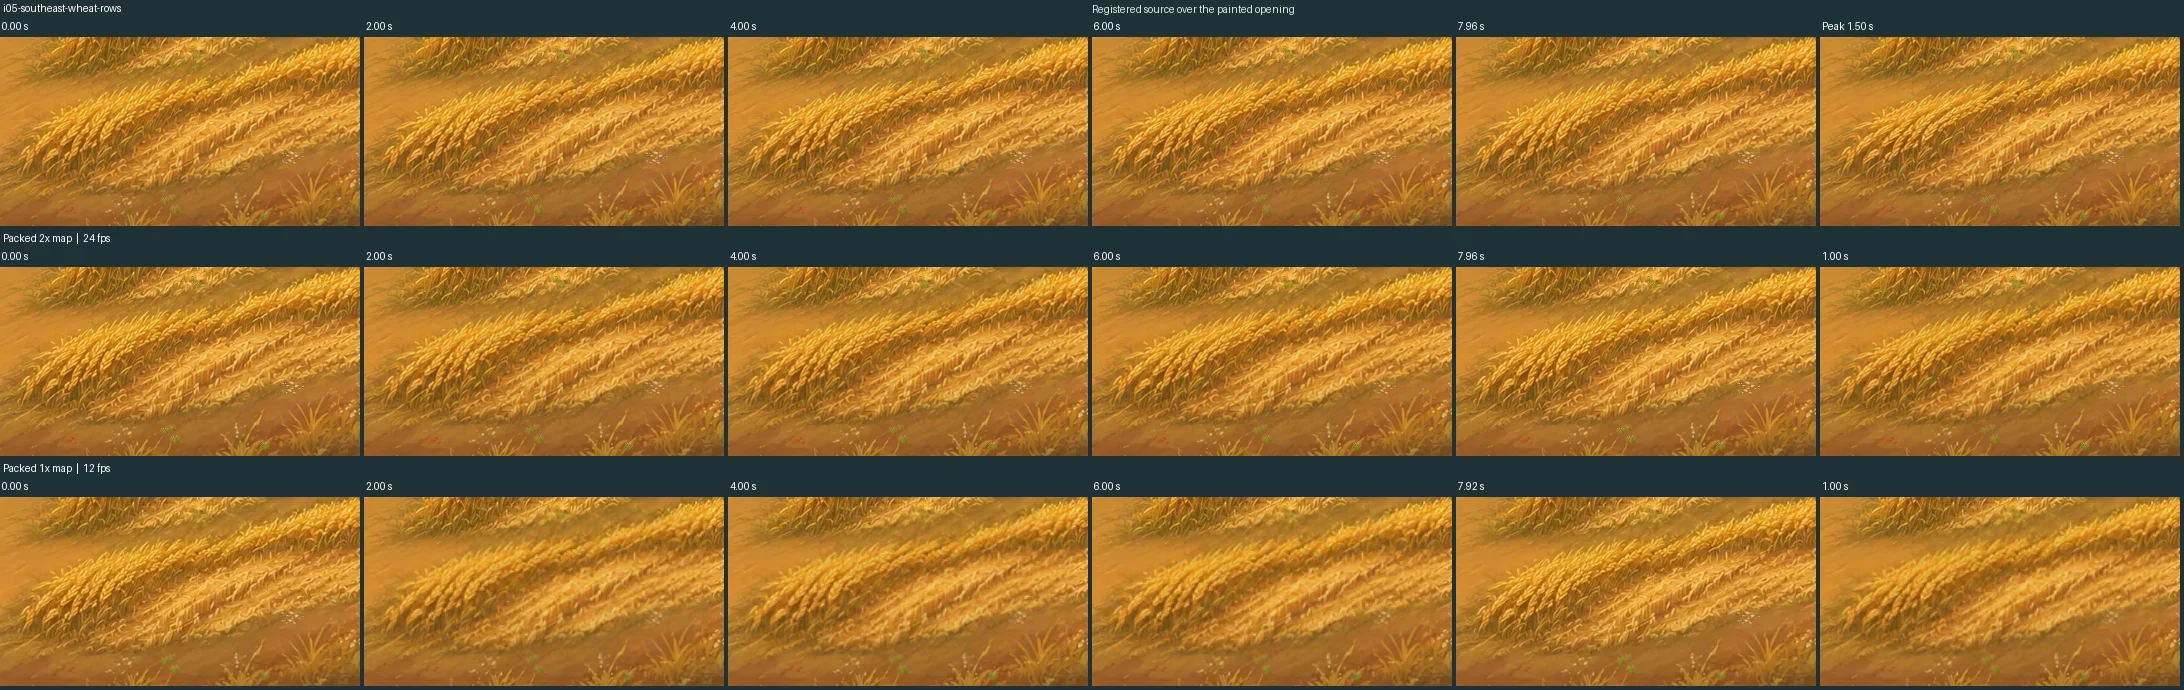 i05-southeast-wheat-rows
Registered source over the painted opening
0.00 s
2.00 s
4.00 s
6.00 s
7.96 s
Peak 1.50 s
Packed 2x map | 24 fps
0.00 s
2.00 s
4.00 s
6.00 s
7.96 s
1.00 s
Packed 1x map | 12 fps
0.00 s
2.00 s
4.00 s
6.00 s
7.92 s
1.00 s